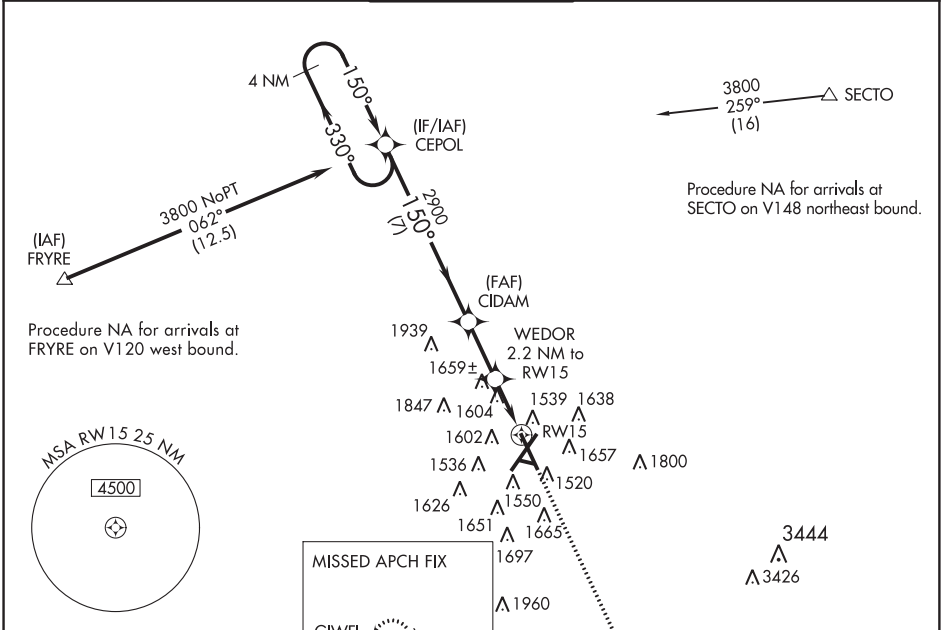 4 NM
150°
330°
(IF/IAF)
CEPOL
3800
259°
(16)
SECTO
Procedure NA for arrivals at
SECTO on V148 northeast bound.
3800 NoPT
062°
(12.5)
(IAF)
FRYRE
2900
150°
(7)
Procedure NA for arrivals at
FRYRE on V120 west bound.
(FAF)
CIDAM
WEDOR
2.2 NM to
RW15
1939
1659±
1847
1604
1539
1638
1602
RW15
1657
1800
1536
1520
1626
1550
1651
1665
1697
MSA RW15 25 NM
4500
MISSED APCH FIX
3444
3426
1960